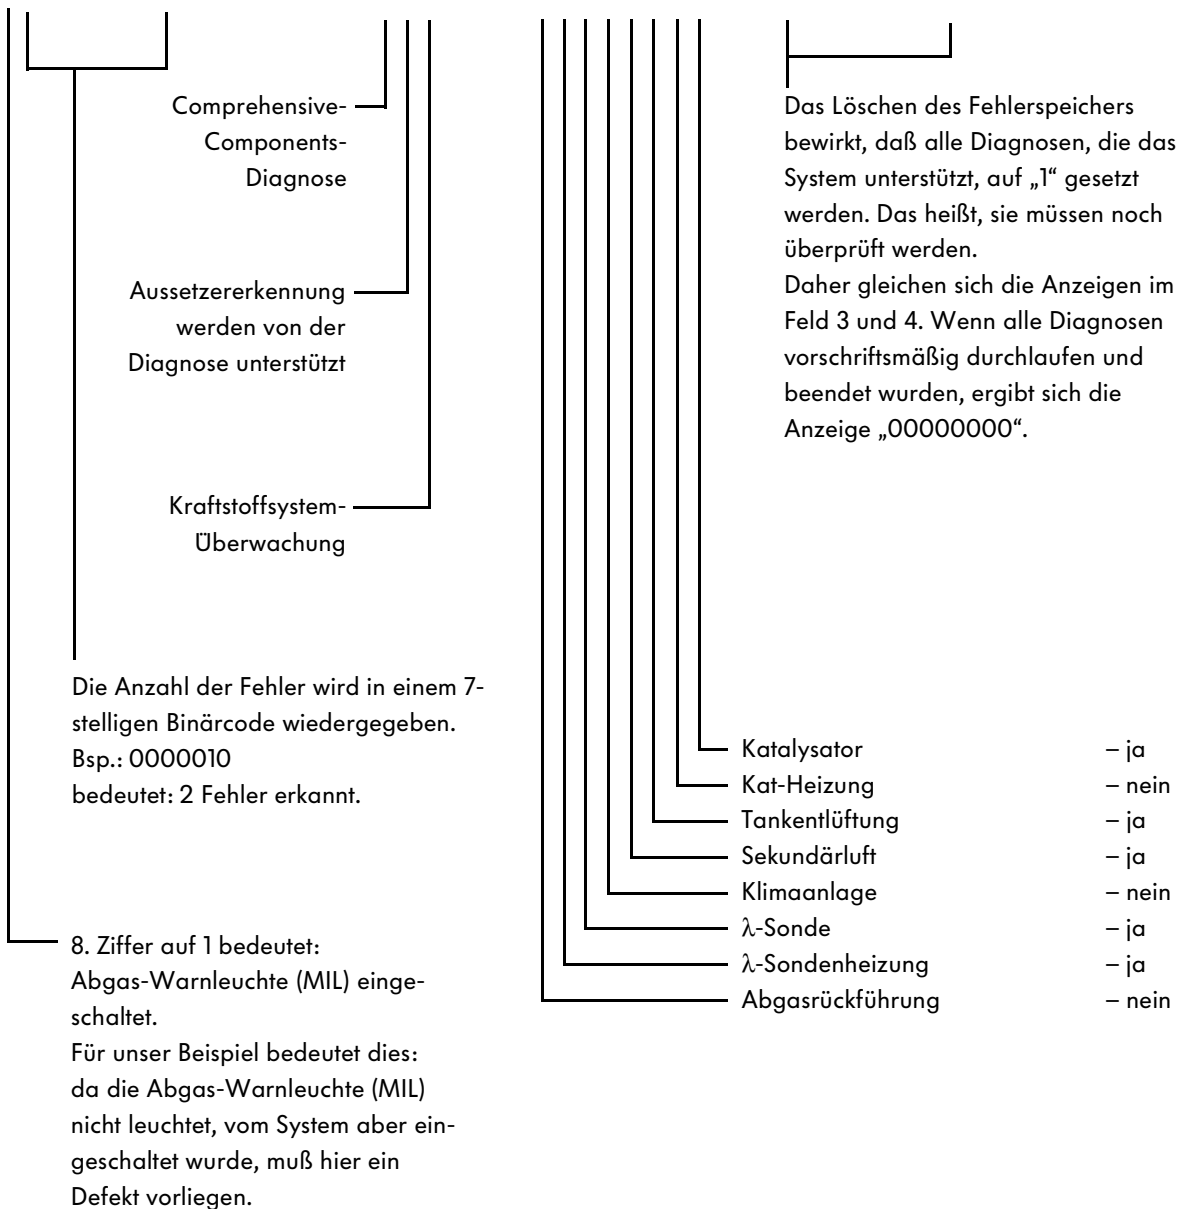 Comprehensive-
Components-
Diagnose
Aussetzererkennung
werden von der
Diagnose unterstützt
Kraftstoffsystem-
Überwachung
Die Anzahl der Fehler wird in einem 7-
stelligen Binärcode wiedergegeben.
Bsp.: 0000010
bedeutet: 2 Fehler erkannt.
8. Ziffer auf 1 bedeutet:
Abgas-Warnleuchte (MIL) einge-
schaltet.
Für unser Beispiel bedeutet dies:
da die Abgas-Warnleuchte (MIL)
nicht leuchtet, vom System aber ein-
geschaltet wurde, muß hier ein
Defekt vorliegen.
Das Löschen des Fehlerspeichers
bewirkt, daß alle Diagnosen, die das
System unterstützt, auf „1“ gesetzt
werden. Das heißt, sie müssen noch
überprüft werden.
Daher gleichen sich die Anzeigen im
Feld 3 und 4. Wenn alle Diagnosen
vorschriftsmäßig durchlaufen und
beendet wurden, ergibt sich die
Anzeige „00000000“.
Katalysator – ja
Kat-Heizung – nein
Tankentlüftung – ja
Sekundärluft – ja
Klimaanlage – nein
λ-Sonde – ja
λ-Sondenheizung – ja
Abgasrückführung – nein